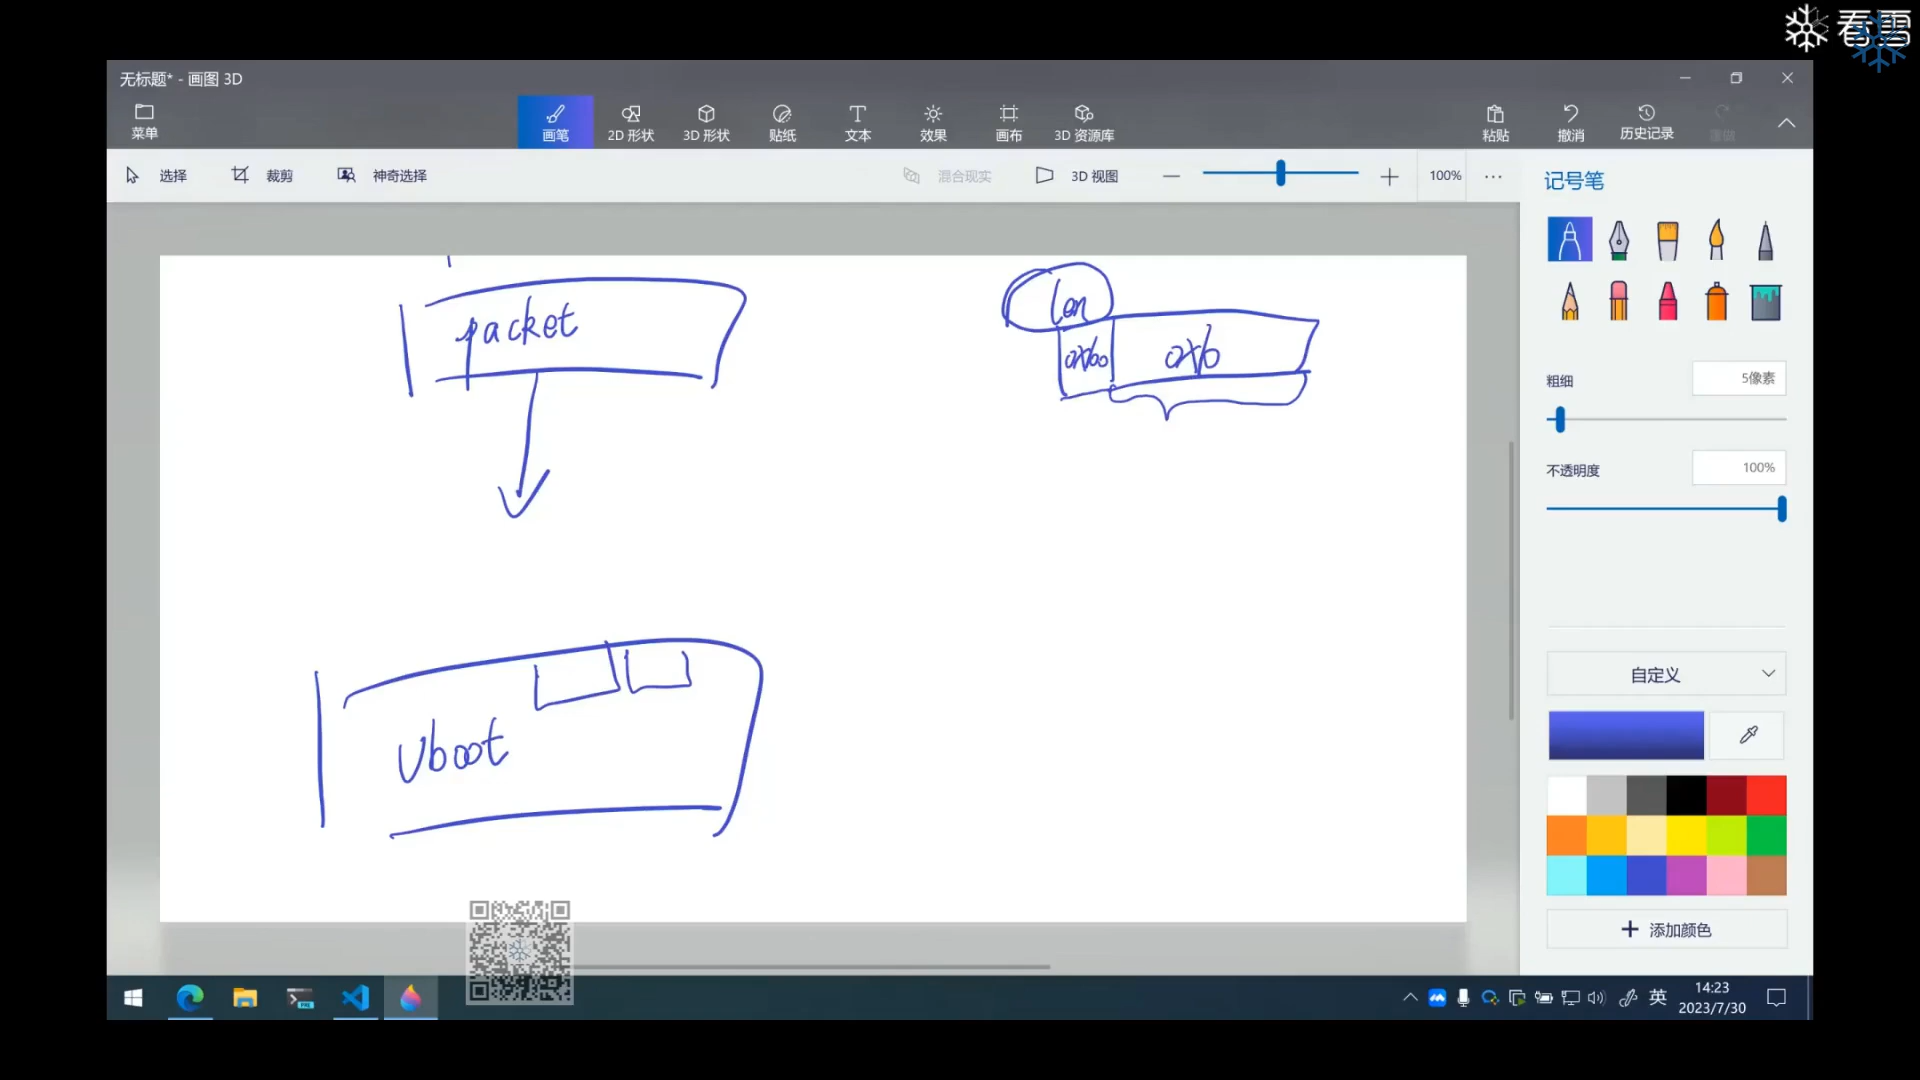 看雪
无标题* - 画图 3D
菜单
画笔
2D 形状
3D 形状
贴纸
文本
效果
画布
3D 资源库
粘贴
撤消
历史记录
重做
选择
裁剪
神奇选择
混合现实
3D 视图
100%
记号笔
粗细
5像素
不透明度
100%
自定义
添加颜色
packet
len
0xb0
0xb
Uboot
英
14:23
2023/7/30